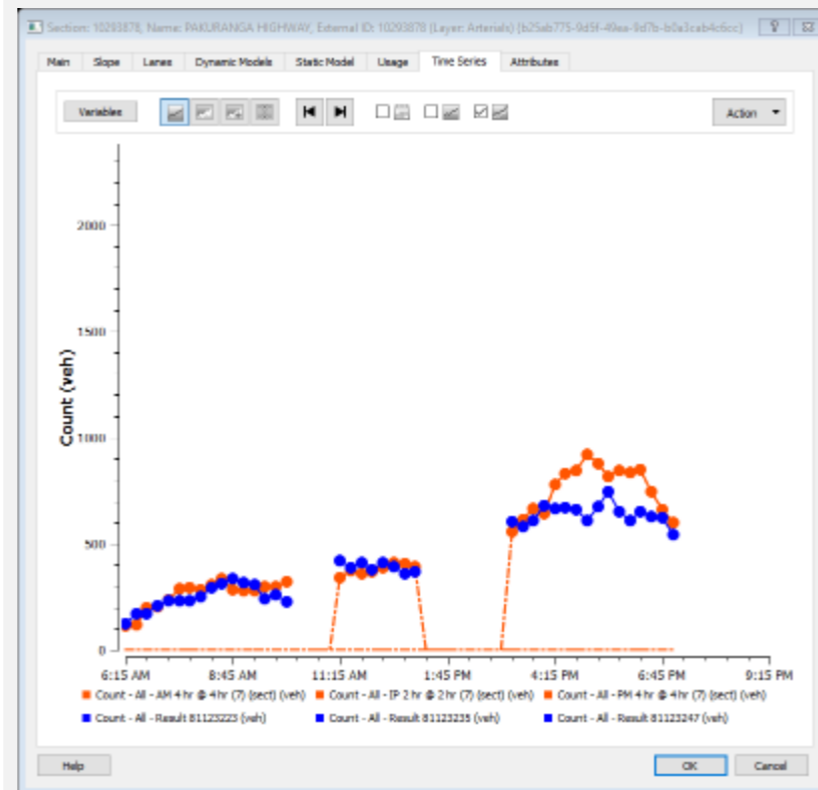 Section: 10293878, Name: PAKURANGA HIGHWAY, External ID: 10293878 (Layer: Arterials)
Main Slope Lanes Dynamic Models Static Model Usage Time Series Attributes
Variables Action
2000
1500
1000
500
0
Count (veh)
6:15 AM 8:45 AM 11:15 AM 1:45 PM 4:15 PM 6:45 PM 9:15 PM
Count - All - AM 4 hr @ 4 hr (7) (sect) (veh) Count - All - IP 2 hr @ 2 hr (7) (sect) (veh) Count - All - PM 4 hr @ 4 hr (7) (sect) (veh)
Count - All - Result 81123223 (veh) Count - All - Result 81123235 (veh) Count - All - Result 81123247 (veh)
Help OK Cancel